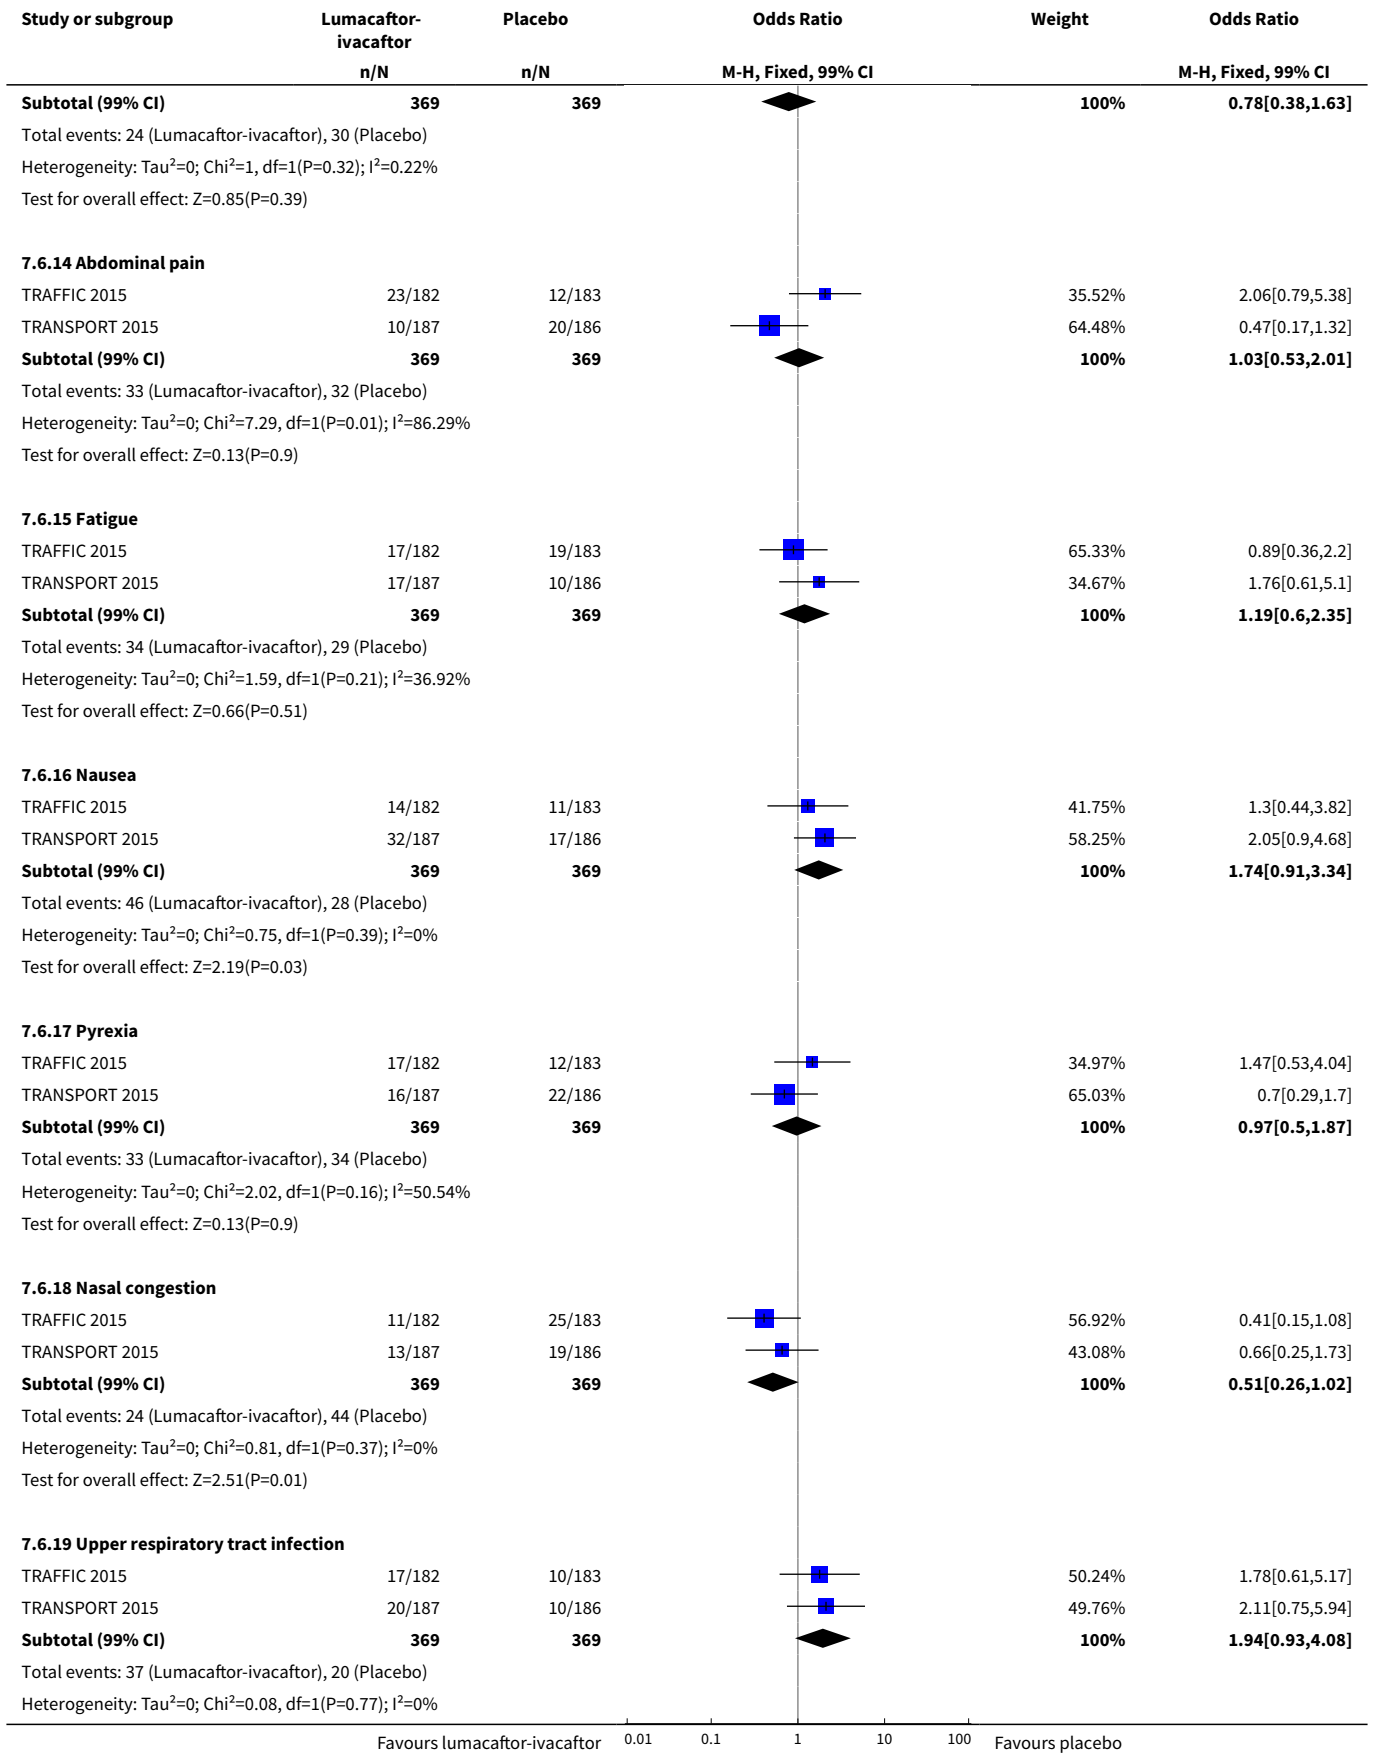 Study or subgroup Lumacaftor-ivacaftor Placebo Odds Ratio Weight Odds Ratio
n/N n/N M-H, Fixed, 99% CI M-H, Fixed, 99% CI
Subtotal (99% CI) 369 369 100% 0.78[0.38,1.63]
Total events: 24 (Lumacaftor-ivacaftor), 30 (Placebo)
Heterogeneity: Tau²=0; Chi²=1, df=1(P=0.32); I²=0.22%
Test for overall effect: Z=0.85(P=0.39)
7.6.14 Abdominal pain
TRAFFIC 2015 23/182 12/183 35.52% 2.06[0.79,5.38]
TRANSPORT 2015 10/187 20/186 64.48% 0.47[0.17,1.32]
Subtotal (99% CI) 369 369 100% 1.03[0.53,2.01]
Total events: 33 (Lumacaftor-ivacaftor), 32 (Placebo)
Heterogeneity: Tau²=0; Chi²=7.29, df=1(P=0.01); I²=86.29%
Test for overall effect: Z=0.13(P=0.9)
7.6.15 Fatigue
TRAFFIC 2015 17/182 19/183 65.33% 0.89[0.36,2.2]
TRANSPORT 2015 17/187 10/186 34.67% 1.76[0.61,5.1]
Subtotal (99% CI) 369 369 100% 1.19[0.6,2.35]
Total events: 34 (Lumacaftor-ivacaftor), 29 (Placebo)
Heterogeneity: Tau²=0; Chi²=1.59, df=1(P=0.21); I²=36.92%
Test for overall effect: Z=0.66(P=0.51)
7.6.16 Nausea
TRAFFIC 2015 14/182 11/183 41.75% 1.3[0.44,3.82]
TRANSPORT 2015 32/187 17/186 58.25% 2.05[0.9,4.68]
Subtotal (99% CI) 369 369 100% 1.74[0.91,3.34]
Total events: 46 (Lumacaftor-ivacaftor), 28 (Placebo)
Heterogeneity: Tau²=0; Chi²=0.75, df=1(P=0.39); I²=0%
Test for overall effect: Z=2.19(P=0.03)
7.6.17 Pyrexia
TRAFFIC 2015 17/182 12/183 34.97% 1.47[0.53,4.04]
TRANSPORT 2015 16/187 22/186 65.03% 0.7[0.29,1.7]
Subtotal (99% CI) 369 369 100% 0.97[0.5,1.87]
Total events: 33 (Lumacaftor-ivacaftor), 34 (Placebo)
Heterogeneity: Tau²=0; Chi²=2.02, df=1(P=0.16); I²=50.54%
Test for overall effect: Z=0.13(P=0.9)
7.6.18 Nasal congestion
TRAFFIC 2015 11/182 25/183 56.92% 0.41[0.15,1.08]
TRANSPORT 2015 13/187 19/186 43.08% 0.66[0.25,1.73]
Subtotal (99% CI) 369 369 100% 0.51[0.26,1.02]
Total events: 24 (Lumacaftor-ivacaftor), 44 (Placebo)
Heterogeneity: Tau²=0; Chi²=0.81, df=1(P=0.37); I²=0%
Test for overall effect: Z=2.51(P=0.01)
7.6.19 Upper respiratory tract infection
TRAFFIC 2015 17/182 10/183 50.24% 1.78[0.61,5.17]
TRANSPORT 2015 20/187 10/186 49.76% 2.11[0.75,5.94]
Subtotal (99% CI) 369 369 100% 1.94[0.93,4.08]
Total events: 37 (Lumacaftor-ivacaftor), 20 (Placebo)
Heterogeneity: Tau²=0; Chi²=0.08, df=1(P=0.77); I²=0%
Favours lumacaftor-ivacaftor 0.01 0.1 1 10 100 Favours placebo